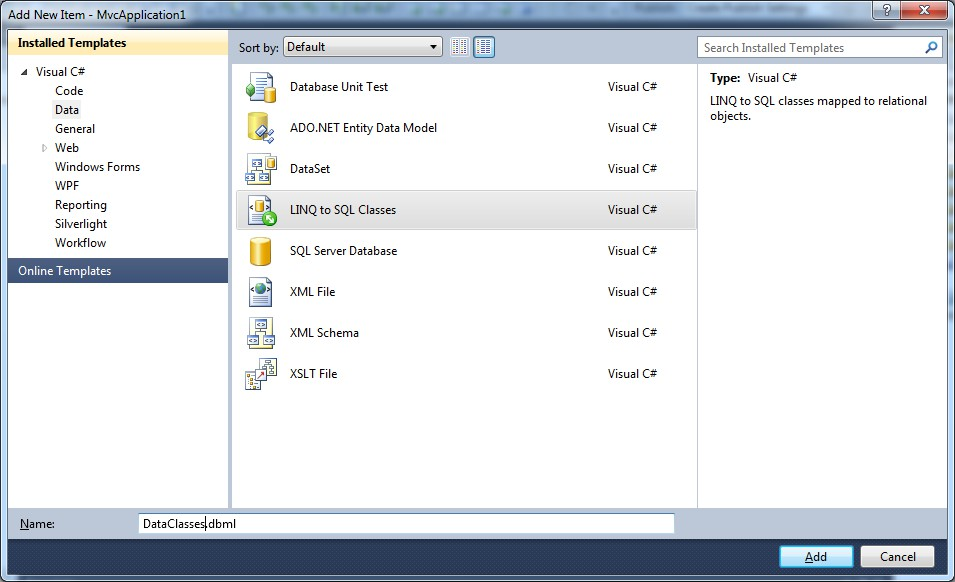 Add New Item - MvcApplication1
Installed Templates
Sort by: Default
Search Installed Templates
Visual C#
Code
Data
General
Web
Windows Forms
WPF
Reporting
Silverlight
Workflow
Online Templates
Database Unit Test Visual C#
ADO.NET Entity Data Model Visual C#
DataSet Visual C#
LINQ to SQL Classes Visual C#
SQL Server Database Visual C#
XML File Visual C#
XML Schema Visual C#
XSLT File Visual C#
Type: Visual C#
LINQ to SQL classes mapped to relational
objects.
Name: DataClasses.dbml
Add Cancel